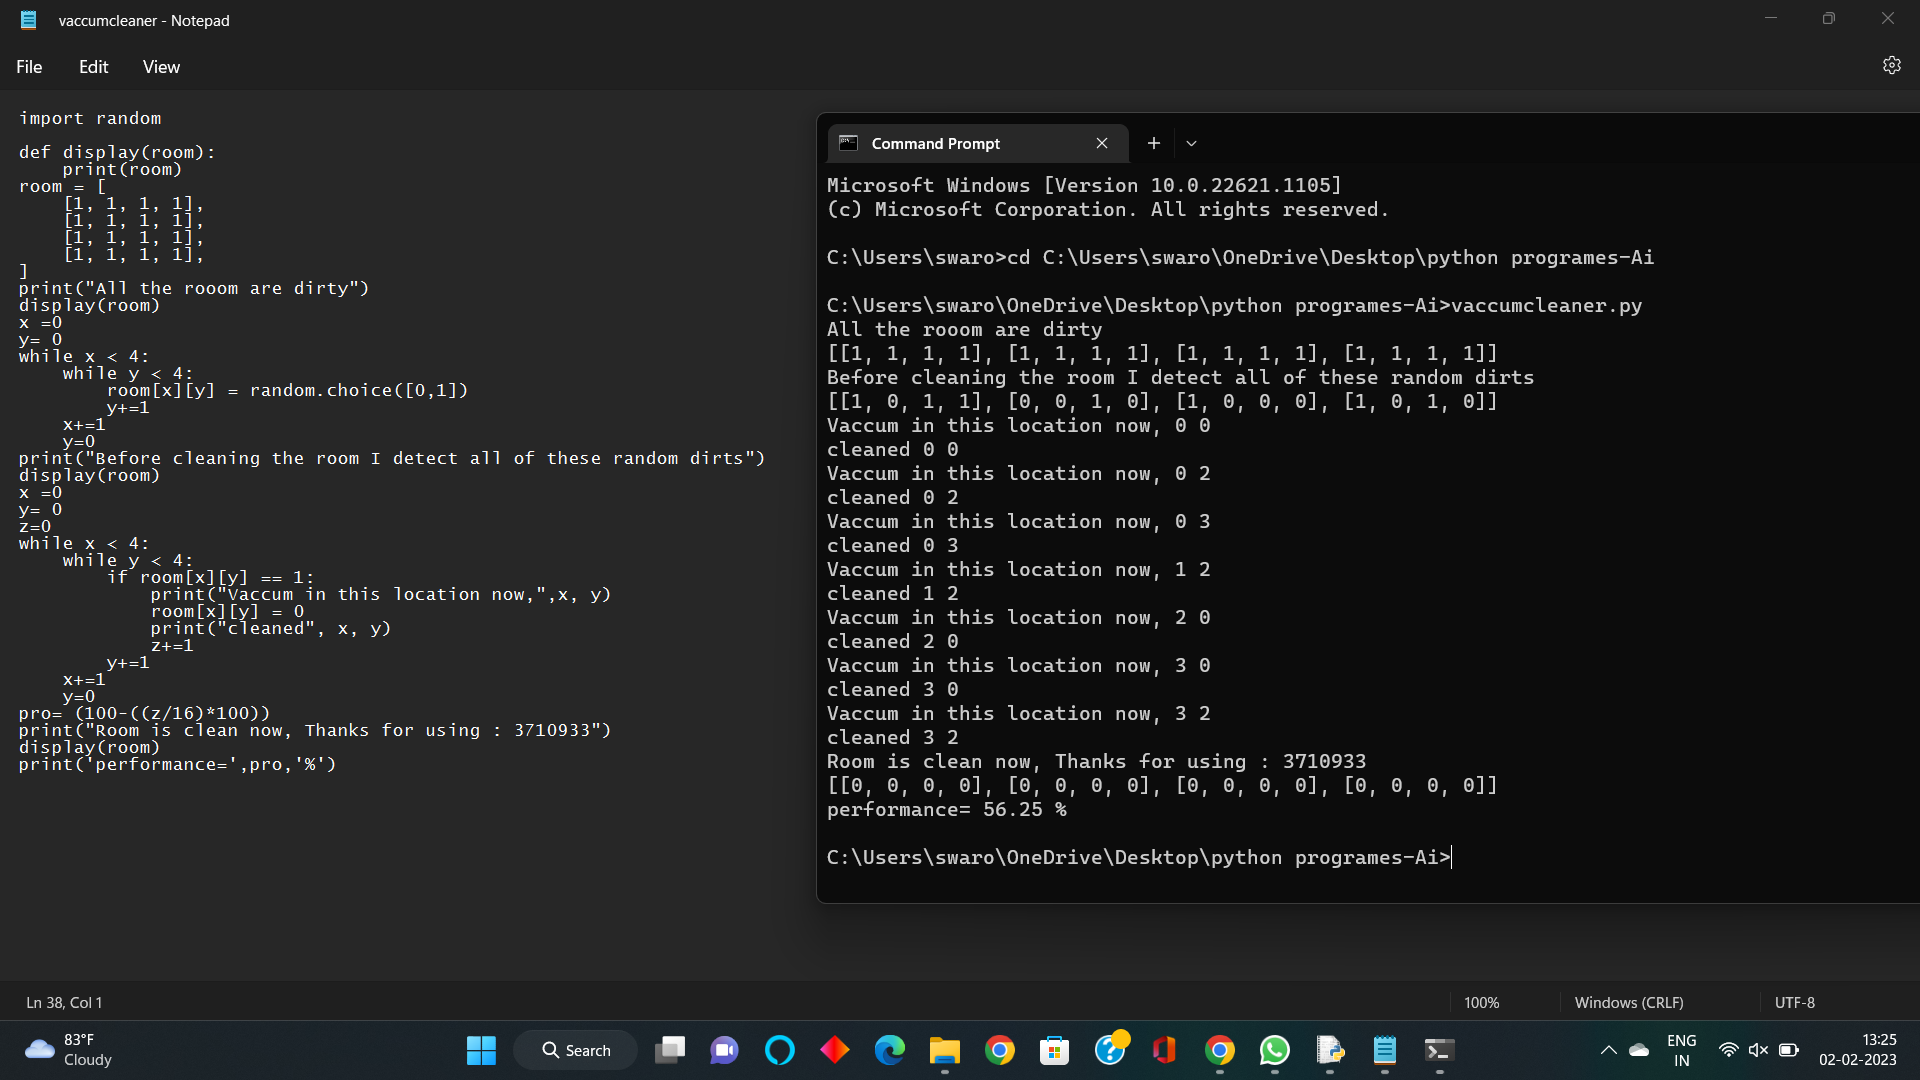 vaccumcleaner - Notepad
File Edit View
import random
def display(room):
    print(room)
room = [
    [1, 1, 1, 1],
    [1, 1, 1, 1],
    [1, 1, 1, 1],
    [1, 1, 1, 1],
]
print("All the rooom are dirty")
display(room)
x =0
y= 0
while x < 4:
    while y < 4:
        room[x][y] = random.choice([0,1])
        y+=1
    x+=1
    y=0
print("Before cleaning the room I detect all of these random dirts")
display(room)
x =0
y= 0
z=0
while x < 4:
    while y < 4:
        if room[x][y] == 1:
            print("Vaccum in this location now,",x, y)
            room[x][y] = 0
            print("cleaned", x, y)
            z+=1
        y+=1
    x+=1
    y=0
pro= (100-((z/16)*100))
print("Room is clean now, Thanks for using : 3710933")
display(room)
print('performance=',pro,'%')
Command Prompt
Microsoft Windows [Version 10.0.22621.1105]
(c) Microsoft Corporation. All rights reserved.
C:\Users\swaro>cd C:\Users\swaro\OneDrive\Desktop\python programes-Ai
C:\Users\swaro\OneDrive\Desktop\python programes-Ai>vaccumcleaner.py
All the rooom are dirty
[[1, 1, 1, 1], [1, 1, 1, 1], [1, 1, 1, 1], [1, 1, 1, 1]]
Before cleaning the room I detect all of these random dirts
[[1, 0, 1, 1], [0, 0, 1, 0], [1, 0, 0, 0], [1, 0, 1, 0]]
Vaccum in this location now, 0 0
cleaned 0 0
Vaccum in this location now, 0 2
cleaned 0 2
Vaccum in this location now, 0 3
cleaned 0 3
Vaccum in this location now, 1 2
cleaned 1 2
Vaccum in this location now, 2 0
cleaned 2 0
Vaccum in this location now, 3 0
cleaned 3 0
Vaccum in this location now, 3 2
cleaned 3 2
Room is clean now, Thanks for using : 3710933
[[0, 0, 0, 0], [0, 0, 0, 0], [0, 0, 0, 0], [0, 0, 0, 0]]
performance= 56.25 %
C:\Users\swaro\OneDrive\Desktop\python programes-Ai>
Ln 38, Col 1 100% Windows (CRLF) UTF-8
83°F
Cloudy
Search
ENG
IN
13:25
02-02-2023